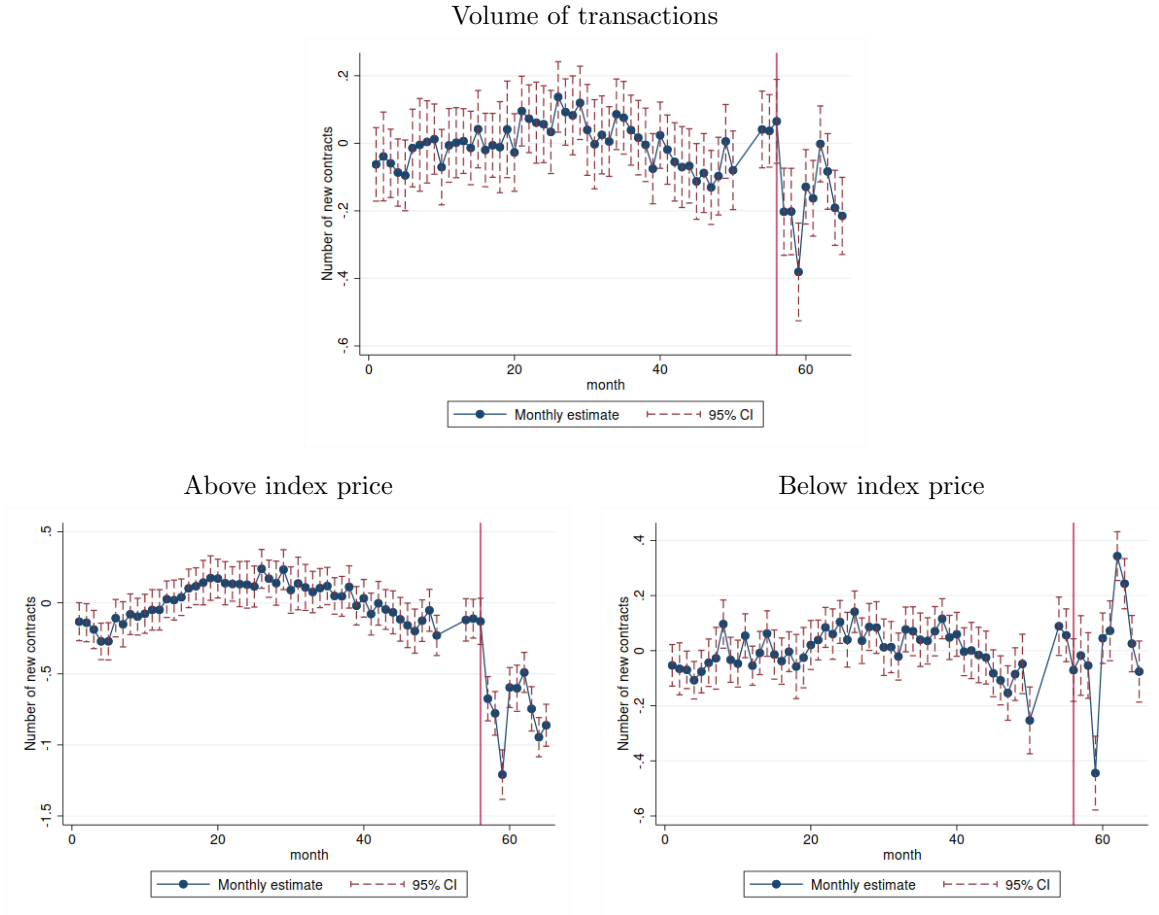 Volume of transactions
Number of new contracts
.2
0
-.2
-.4
-.6
0 20 40 60
month
Monthly estimate 95% CI
Above index price
Number of new contracts
.5
0
-.5
-1
-1.5
0 20 40 60
month
Monthly estimate 95% CI
Below index price
Number of new contracts
.4
.2
0
-.2
-.4
-.6
0 20 40 60
month
Monthly estimate 95% CI